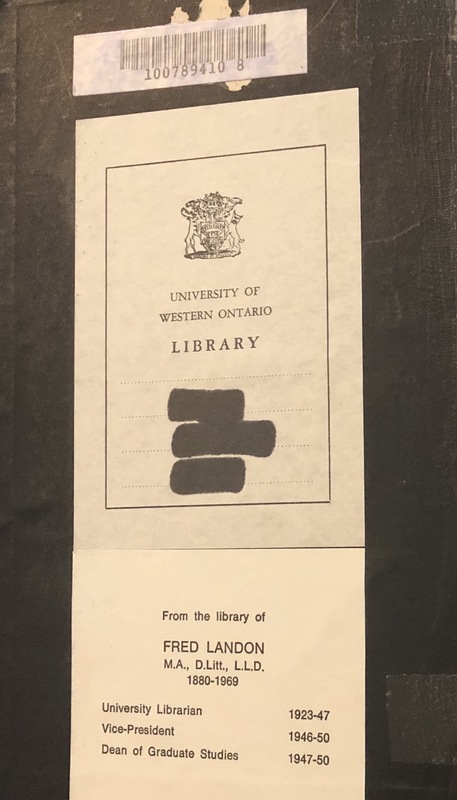 100789410 8
UNIVERSITY OF
WESTERN ONTARIO
LIBRARY
From the library of
FRED LANDON
M.A., D.Litt., L.L.D.
1880-1969
University Librarian 1923-47
Vice-President 1946-50
Dean of Graduate Studies 1947-50